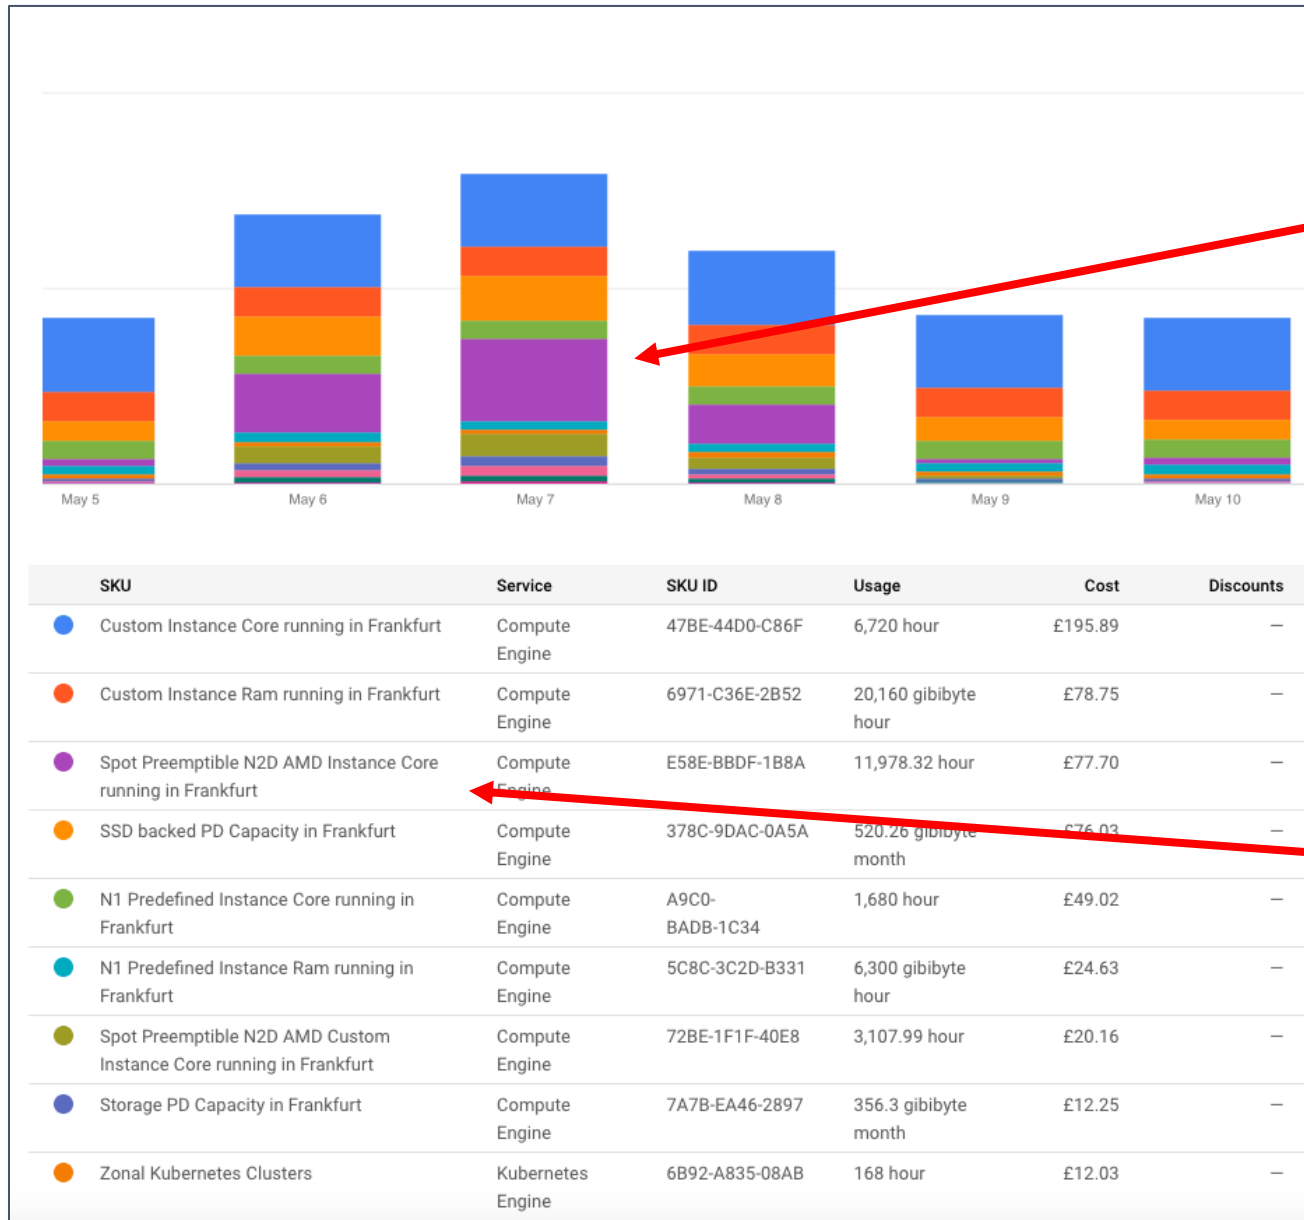 May 5 May 6 May 7 May 8 May 9 May 10
SKU Service SKU ID Usage Cost Discounts
Custom Instance Core running in Frankfurt Compute 47BE-44D0-C86F 6,720 hour £195.89 —
Engine
Custom Instance Ram running in Frankfurt Compute 6971-C36E-2B52 20,160 gibibyte £78.75 —
Engine hour
Spot Preemptible N2D AMD Instance Core Compute E58E-BBDF-1B8A 11,978.32 hour £77.70 —
running in Frankfurt Engine
SSD backed PD Capacity in Frankfurt Compute 378C-9DAC-0A5A 520.26 gibibyte £76.03 —
Engine month
N1 Predefined Instance Core running in Compute A9C0- 1,680 hour £49.02 —
Frankfurt Engine BADB-1C34
N1 Predefined Instance Ram running in Compute 5C8C-3C2D-B331 6,300 gibibyte £24.63 —
Frankfurt Engine hour
Spot Preemptible N2D AMD Custom Compute 72BE-1F1F-40E8 3,107.99 hour £20.16 —
Instance Core running in Frankfurt Engine
Storage PD Capacity in Frankfurt Compute 7A7B-EA46-2897 356.3 gibibyte £12.25 —
Engine month
Zonal Kubernetes Clusters Kubernetes 6B92-A835-08AB 168 hour £12.03 —
Engine